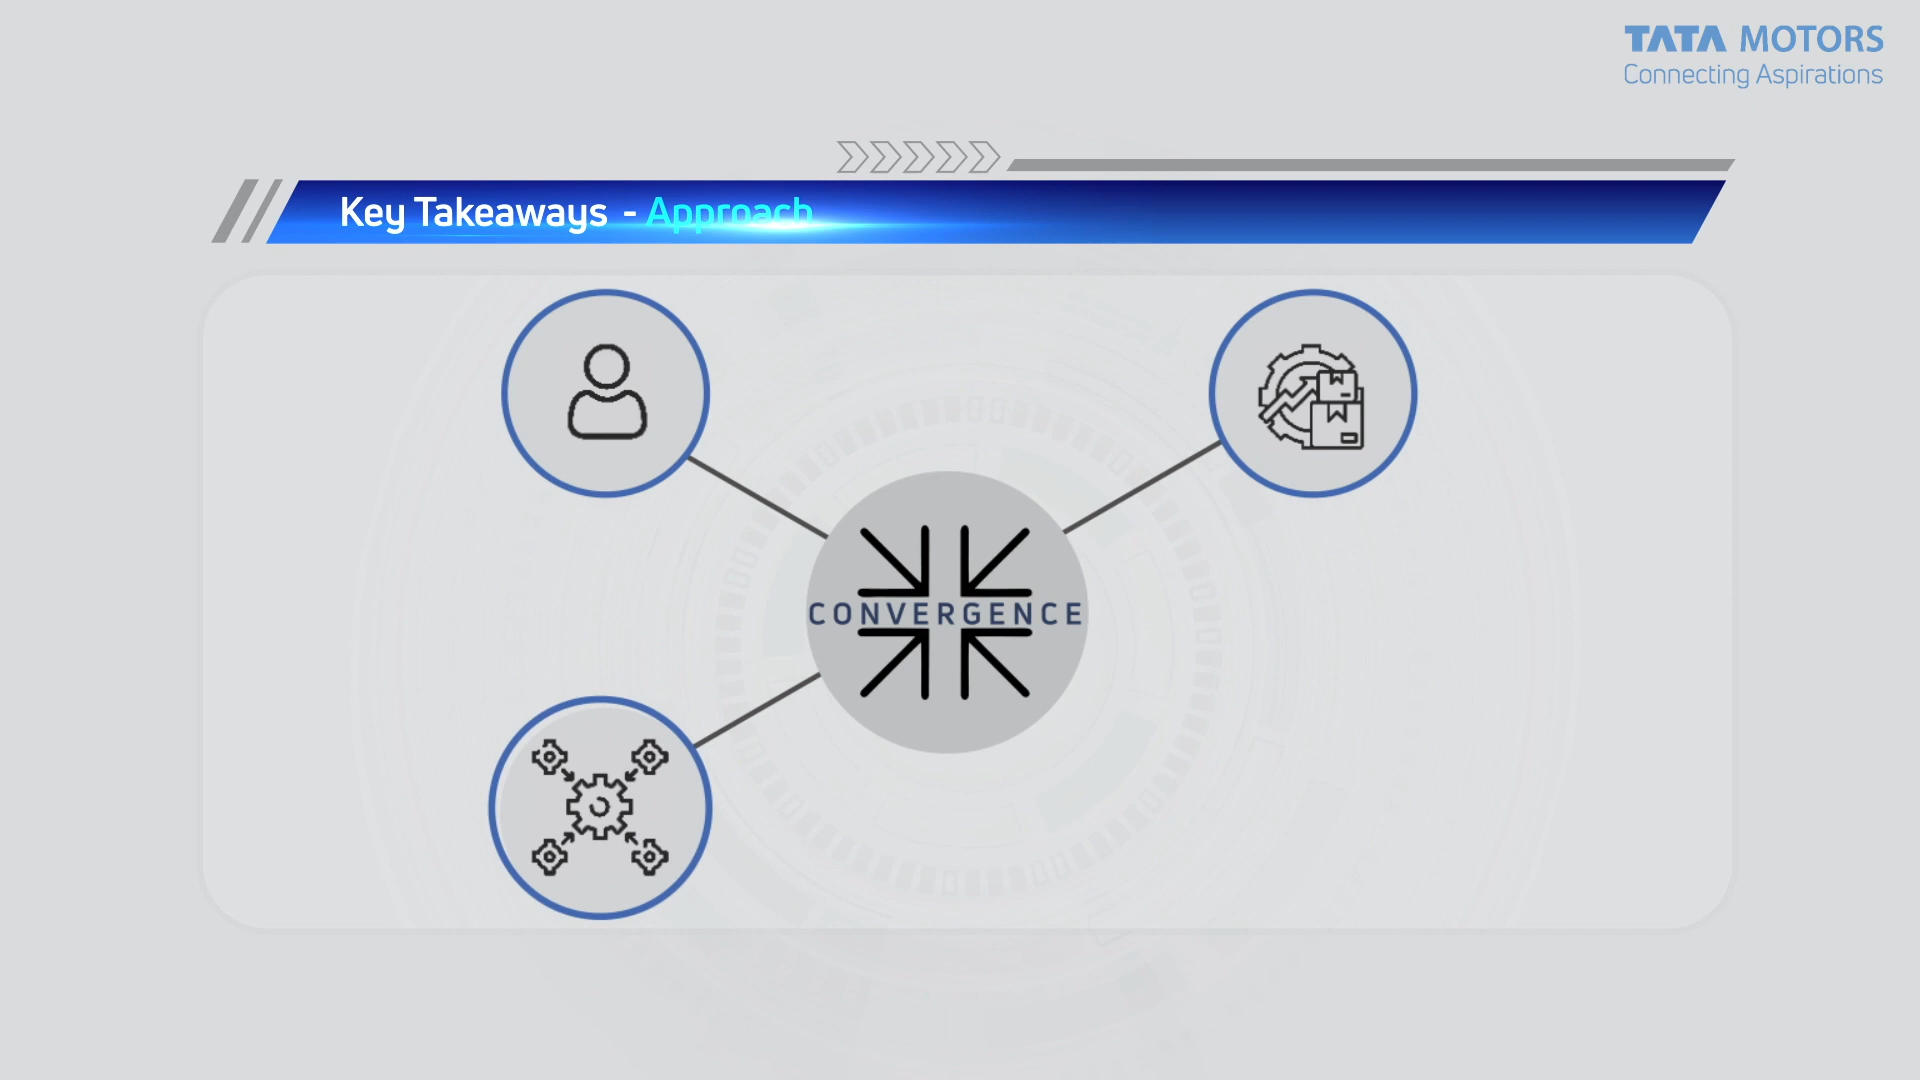 TATA MOTORS
Connecting Aspirations
Key Takeaways - Approach
CONVERGENCE